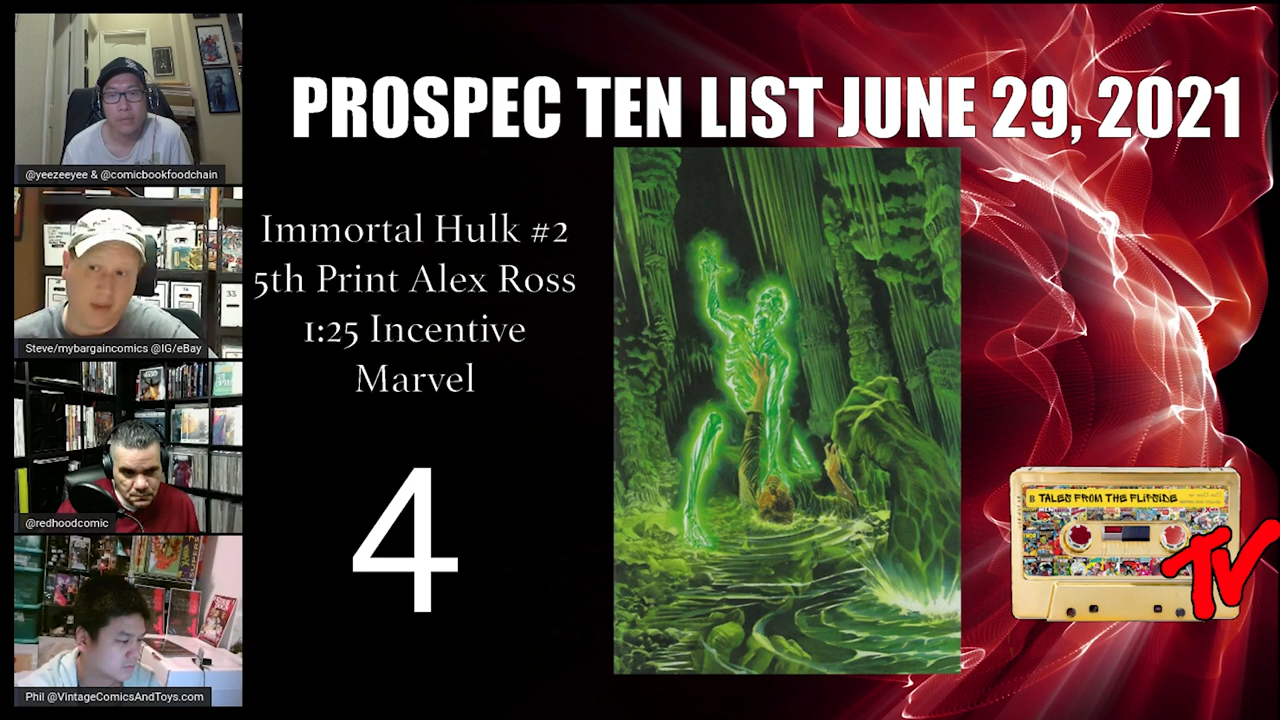 PROSPEC TEN LIST JUNE 29, 2021
@yeezeeyee & @comicbookfoodchain
Immortal Hulk #2
5th Print Alex Ross
1:25 Incentive
Marvel
4
Steve/mybargaincomics @IG/eBay
33
@redhoodcomic
Phil @VintageComicsAndToys.com
B TALES FROM THE FLIPSIDE
TV